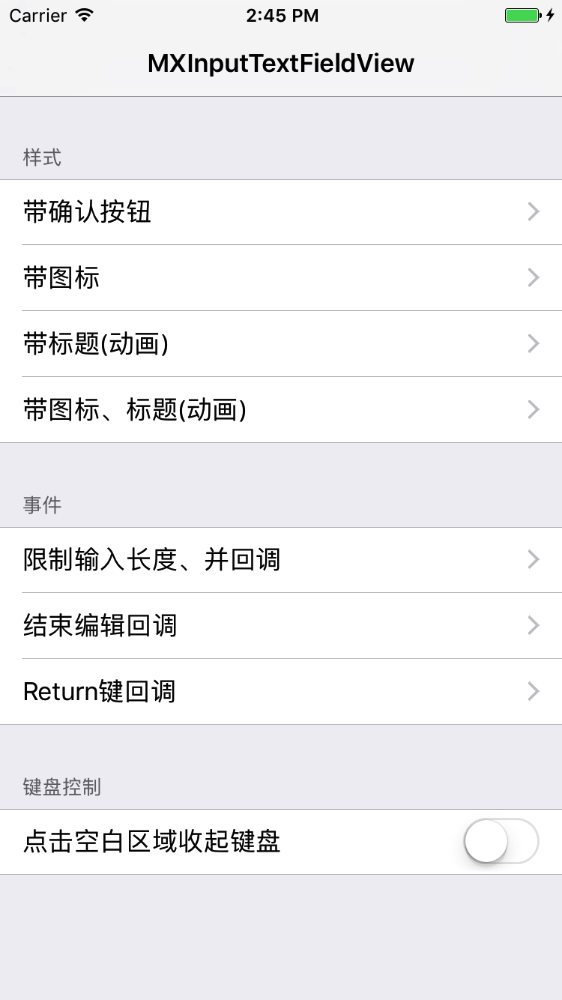 Carrier 2:45 PM
MXInputTextFieldView
样式
带确认按钮
带图标
带标题(动画)
带图标、标题(动画)
事件
限制输入长度、并回调
结束编辑回调
Return键回调
键盘控制
点击空白区域收起键盘